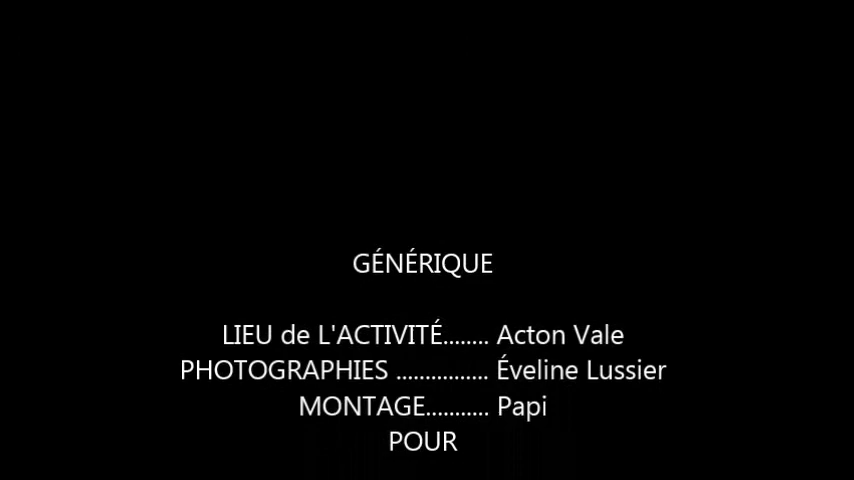 GÉNÉRIQUE
LIEU de L'ACTIVITÉ........ Acton Vale
PHOTOGRAPHIES ................ Éveline Lussier
MONTAGE........... Papi
POUR